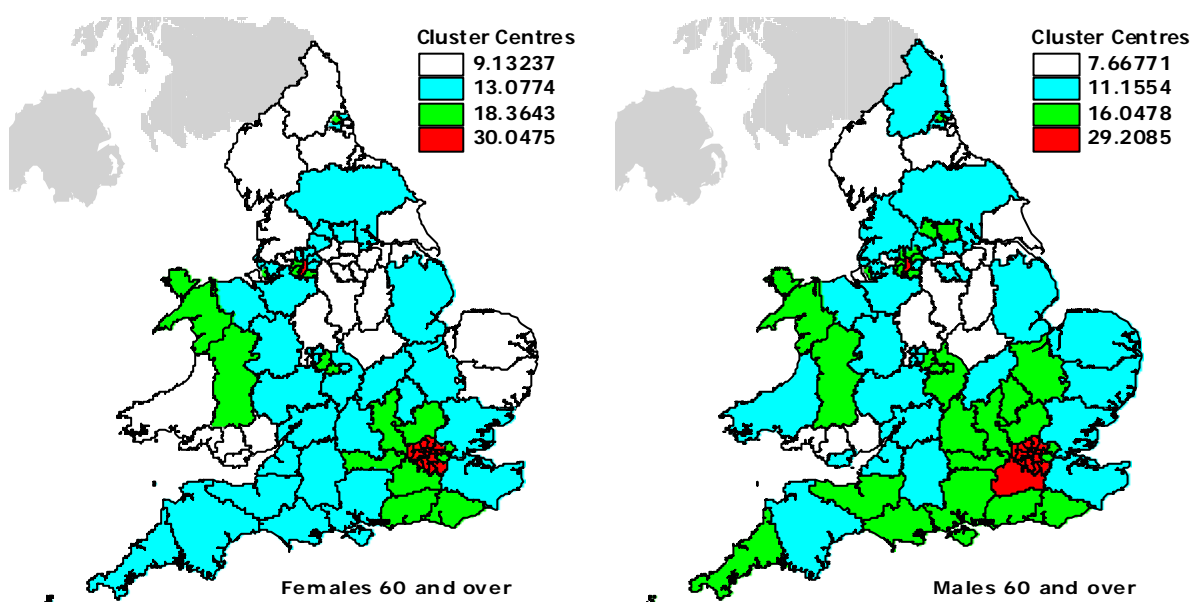 Cluster Centres
9.13237
13.0774
18.3643
30.0475
Females 60 and over
Cluster Centres
7.66771
11.1554
16.0478
29.2085
Males 60 and over